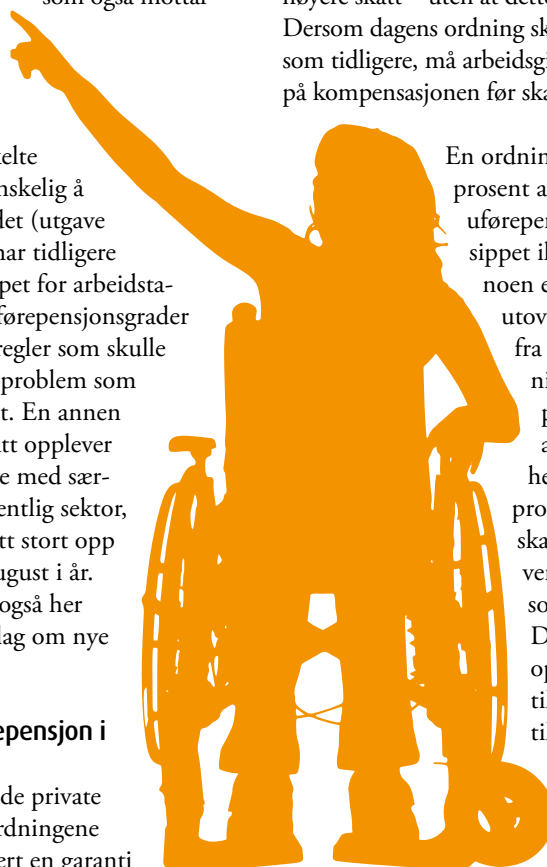 som også mottar
kelte
nskelig å
det (utgave
har tidligere
pet for arbeidsta-
førepensjonsgrader
regler som skulle
problem som
t. En annen
itt opplever
e med sær-
entlig sektor,
tt stort opp
ugust i år.
også her
lag om nye
epensjon i
de private
rdningene
ert en garanti
høyere skatt – uten at dette
Dersom dagens ordning sk
som tidligere, må arbeidsgi
på kompensasjonen før ska
En ordnin
prosent a
uføreper
sippet il
noen e
utov
fra
ni
p
a
he
pro
ska
ver
so
D
op
til
til